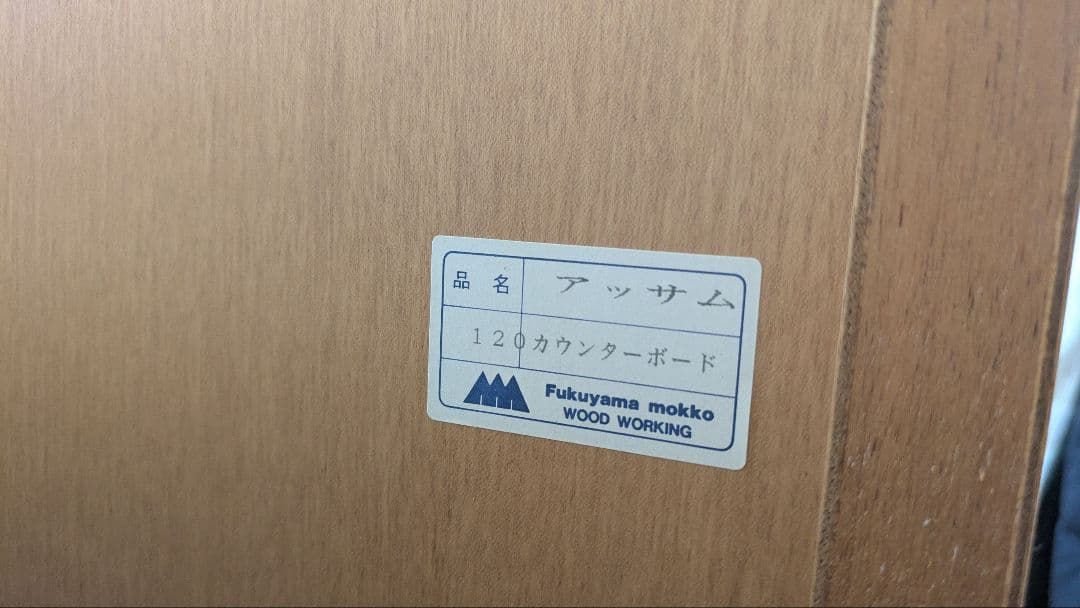 品 名 アッサム
120カウンターボード
Fukuyama mokko
WOOD WORKING